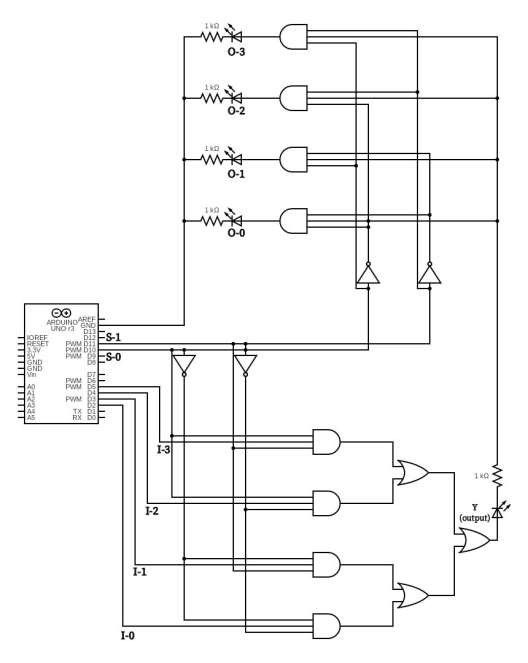 1 kΩ
O-3
1 kΩ
O-2
1 kΩ
O-1
1 kΩ
O-0
ARDUINO
UNO r3
AREF
GND
D13
D12
S-1
IOREF
RESET
PWM D11
3.3V
PWM D10
5V
PWM D9
S-0
GND
D8
GND
Vin
D7
PWM D6
A0
PWM D5
A1
D4
A2
PWM D3
A3
D2
A4
TX D1
A5
RX D0
I-3
1 kΩ
I-2
Y
(output)
I-1
I-0